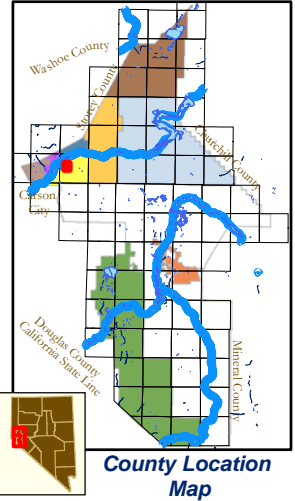 Washoe County
Storey County
Churchill County
Carson
City
Douglas County
California State Line
Mineral County
County Location
Map